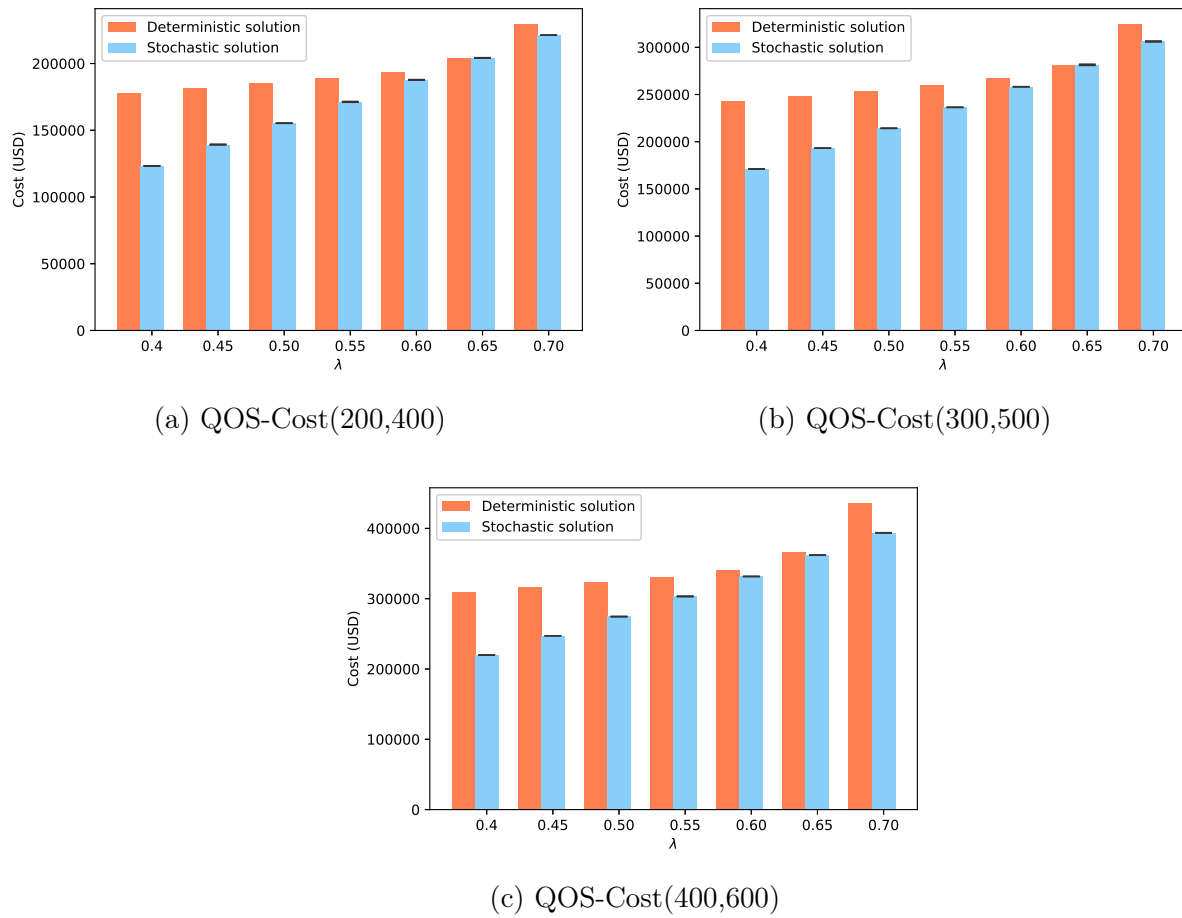 Deterministic solution
Stochastic solution
Cost (USD)
200000
150000
100000
50000
0
0.4 0.45 0.50 0.55 0.60 0.65 0.70
λ
(a) QOS-Cost(200,400)
Deterministic solution
Stochastic solution
Cost (USD)
300000
250000
200000
150000
100000
50000
0
0.4 0.45 0.50 0.55 0.60 0.65 0.70
λ
(b) QOS-Cost(300,500)
Deterministic solution
Stochastic solution
Cost (USD)
400000
300000
200000
100000
0
0.4 0.45 0.50 0.55 0.60 0.65 0.70
λ
(c) QOS-Cost(400,600)